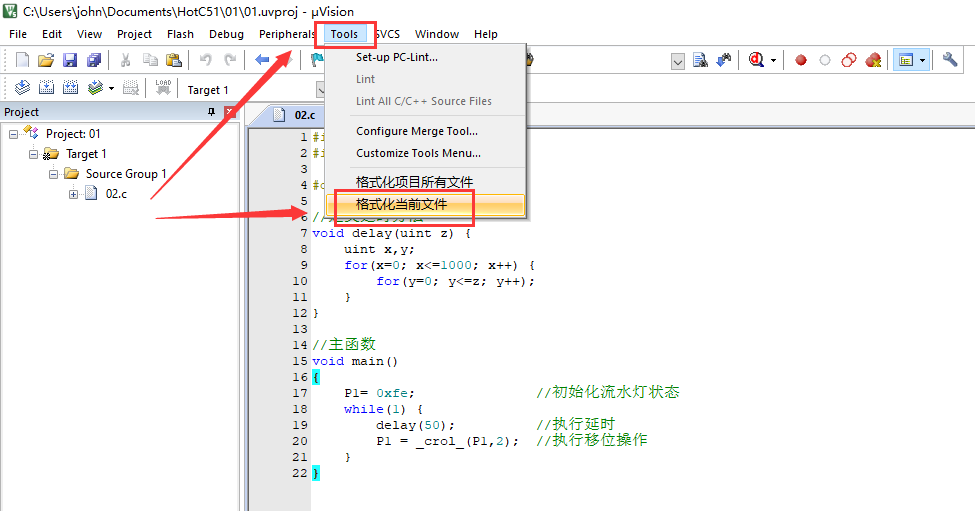 C:\Users\john\Documents\HotC51\01\01.uvproj - µVision
File Edit View Project Flash Debug Peripherals Tools SVCS Window Help
Set-up PC-Lint...
Lint
Lint All C/C++ Source Files
Configure Merge Tool...
Customize Tools Menu...
格式化项目所有文件
格式化当前文件
LOAD
Target 1
Project
Project: 01
Target 1
Source Group 1
02.c
02.c
1 #i
2 #i
3
4 #d
5
6 //
7 void delay(uint z) {
8 uint x,y;
9 for(x=0; x<=1000; x++) {
10 for(y=0; y<=z; y++);
11 }
12 }
13
14 //主函数
15 void main()
16 {
17 P1= 0xfe; //初始化流水灯状态
18 while(1) {
19 delay(50); //执行延时
20 P1 = _crol_(P1,2); //执行移位操作
21 }
22 }